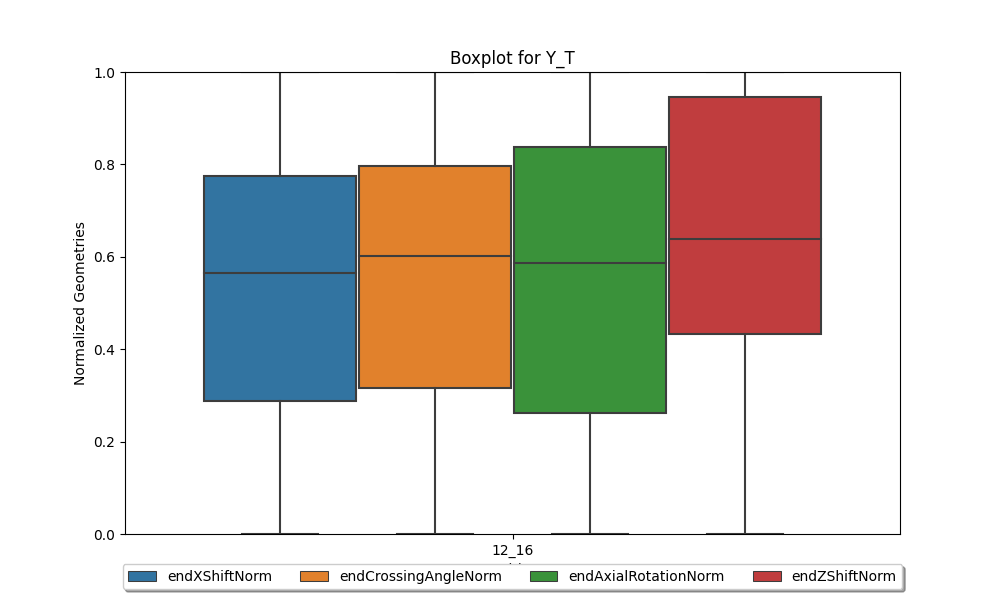 Boxplot for Y_T
1.0
0.8
0.6
0.4
0.2
0.0
Normalized Geometries
12_16
endXShiftNorm endCrossingAngleNorm endAxialRotationNorm endZShiftNorm